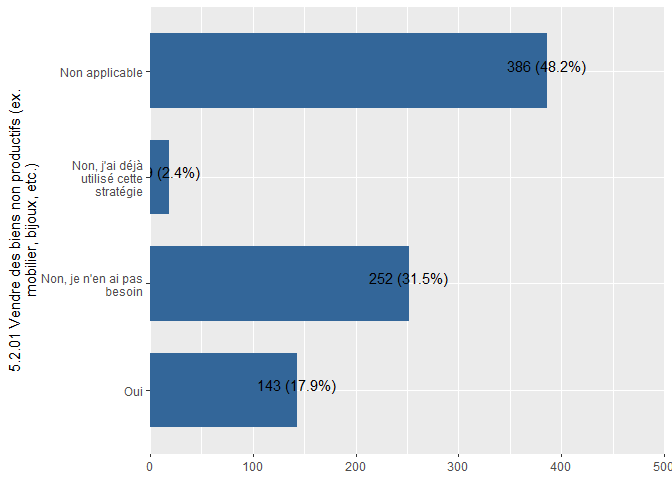 5.2.01 Vendre des biens non productifs (ex.
mobilier, bijoux, etc.)
Non applicable
386 (48.2%)
Non, j'ai déjà
utilisé cette
stratégie
(2.4%)
Non, je n'en ai pas
besoin
252 (31.5%)
Oui
143 (17.9%)
0 100 200 300 400 500